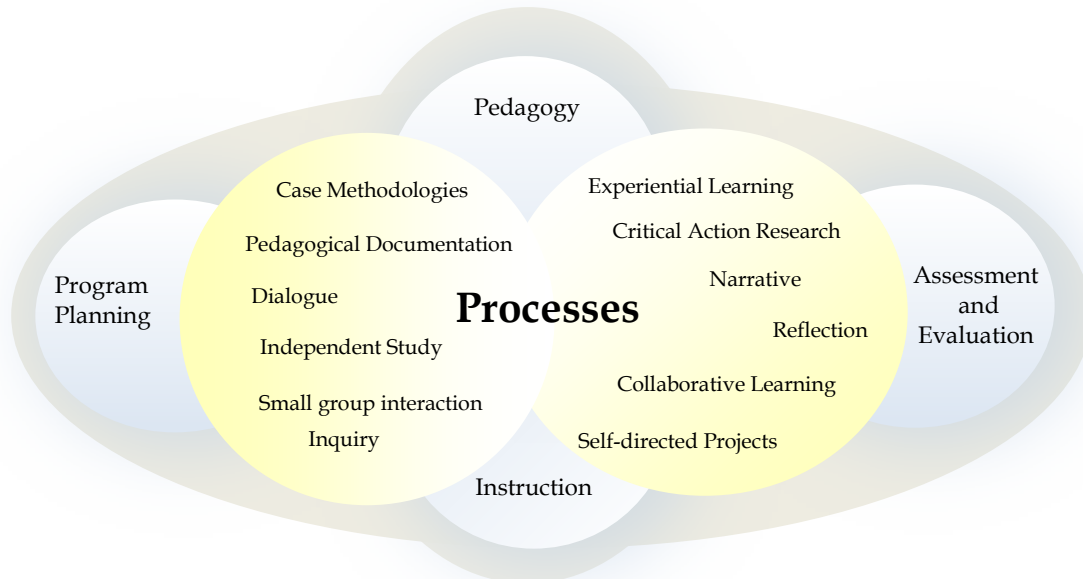 Pedagogy
Case Methodologies
Experiential Learning
Pedagogical Documentation
Critical Action Research
Program
Planning
Dialogue
Processes
Narrative
Assessment
and
Evaluation
Independent Study
Reflection
Small group interaction
Collaborative Learning
Inquiry
Self-directed Projects
Instruction